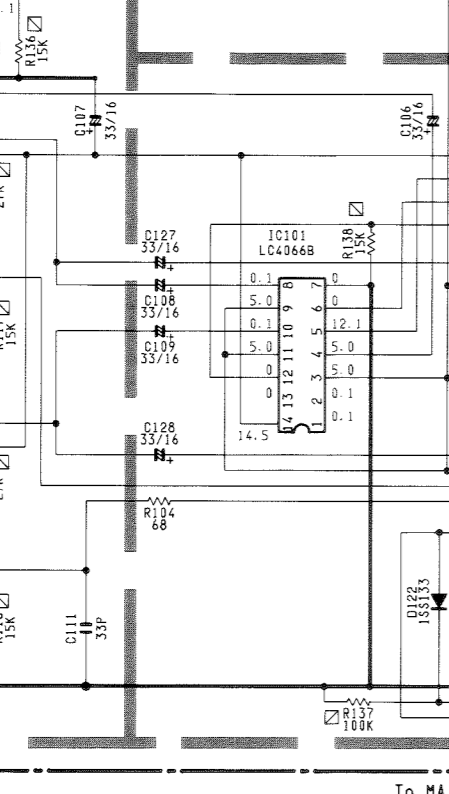 .1
R136
15K
C107
33/16
C106
33/16
C127
33/16
IC101
LC4066B
R138
15K
C108
33/16
C109
33/16
0.1 8 7 0
5.0 9 6 0
0.1 10 5 12.1
5.0 11 4 5.0
0 12 3 5.0
0 13 2 0.1
14.5 14 1 0.1
15K
C128
33/16
R104
68
C111
33P
15K
D122
1SS133
R137
100K
To MA